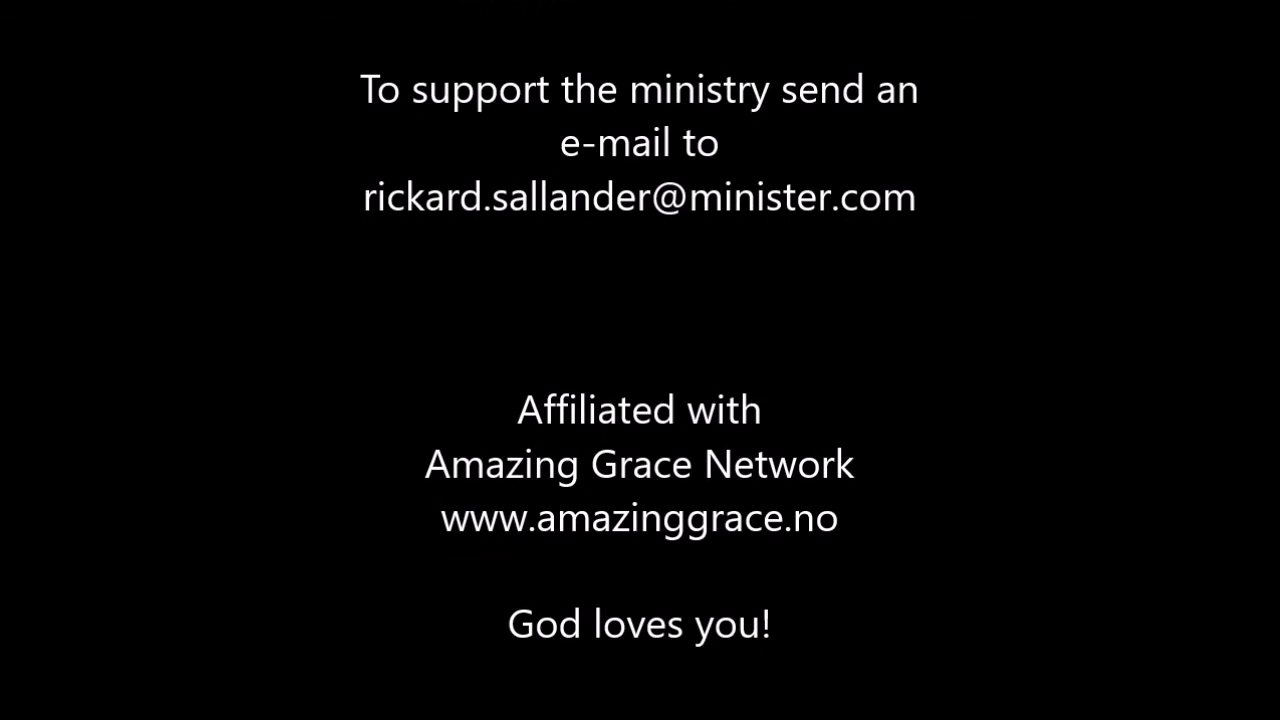 To support the ministry send an
e-mail to
rickard.sallander@minister.com
Affiliated with
Amazing Grace Network
www.amazinggrace.no
God loves you!